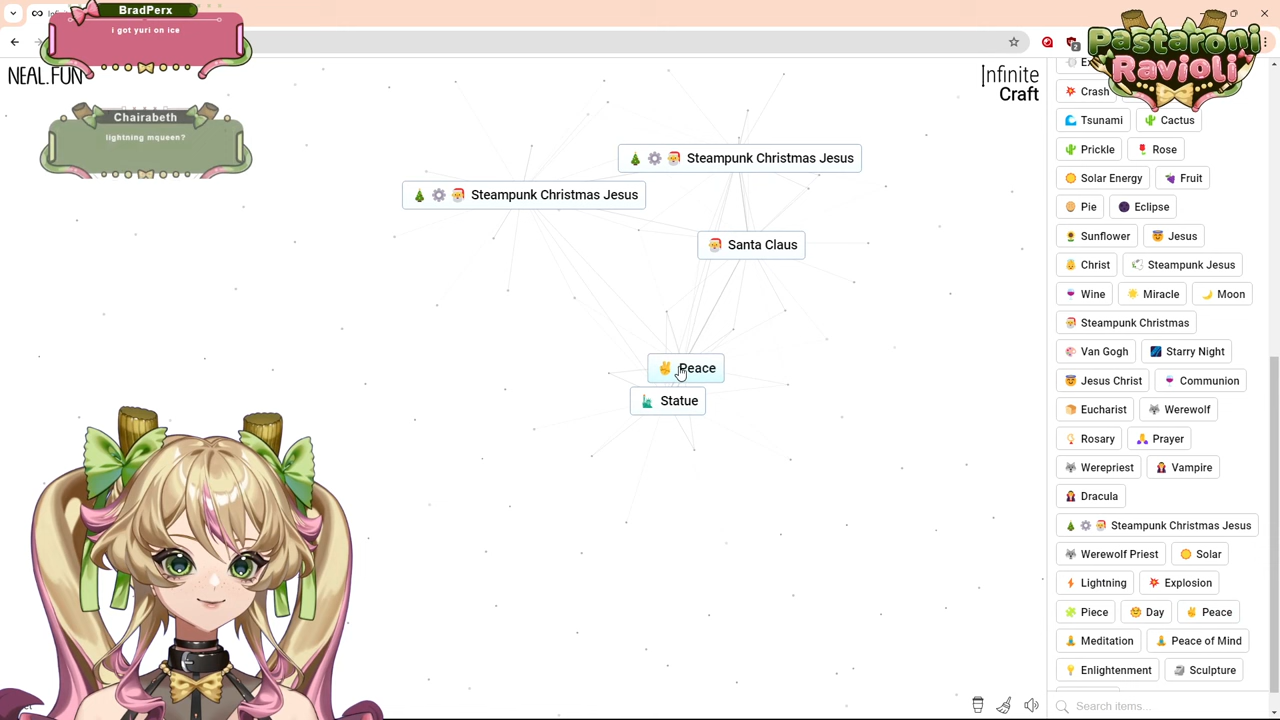 BradPerx
i got yuri on ice
NEAL.FUN
Chairabeth
lightning mqueen?
Infinite
Craft
Pastaroni
Ravioli
2
Steampunk Christmas Jesus
Steampunk Christmas Jesus
Santa Claus
Peace
Statue
Crash
Tsunami
Cactus
Prickle
Rose
Solar Energy
Fruit
Pie
Eclipse
Sunflower
Jesus
Christ
Steampunk Jesus
Wine
Miracle
Moon
Steampunk Christmas
Van Gogh
Starry Night
Jesus Christ
Communion
Eucharist
Werewolf
Rosary
Prayer
Werepriest
Vampire
Dracula
Steampunk Christmas Jesus
Werewolf Priest
Solar
Lightning
Explosion
Piece
Day
Peace
Meditation
Peace of Mind
Enlightenment
Sculpture
Search items...